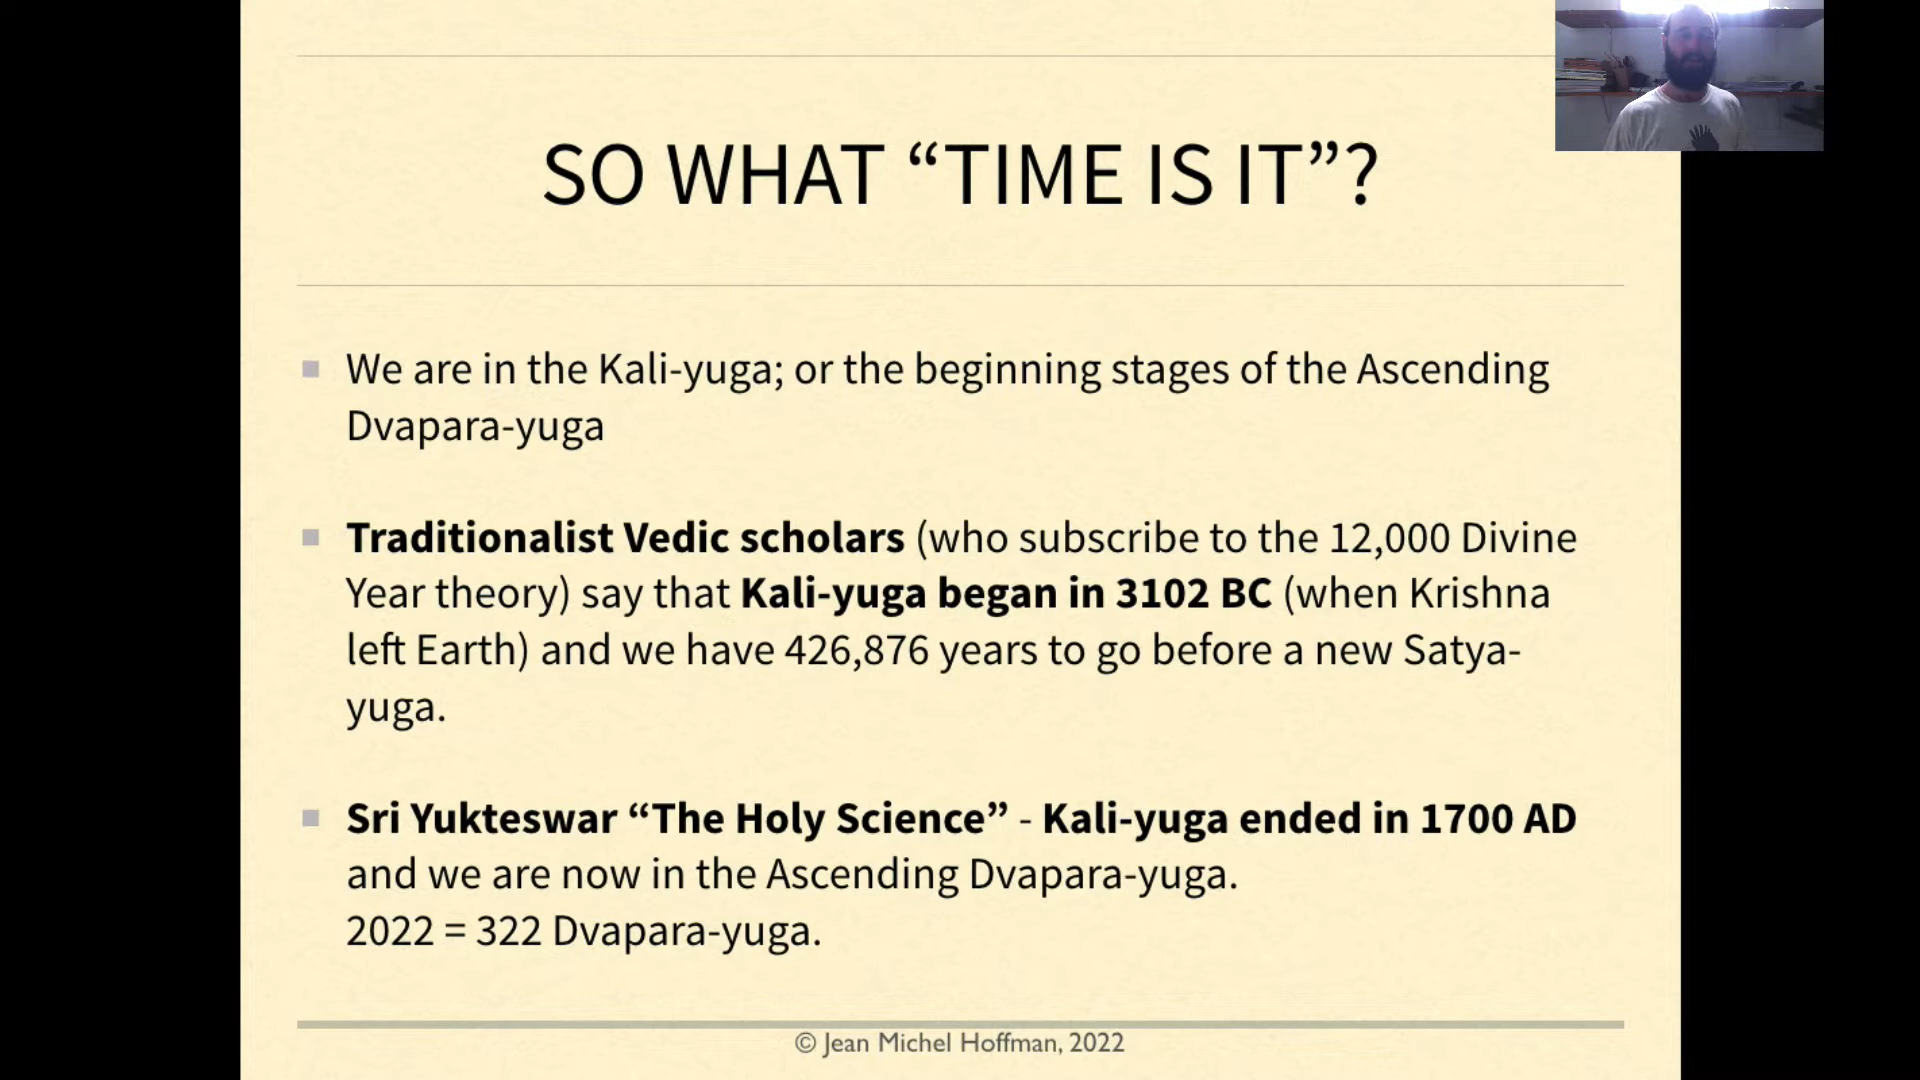 SO WHAT “TIME IS IT”?
We are in the Kali-yuga; or the beginning stages of the Ascending
Dvapara-yuga
Traditionalist Vedic scholars (who subscribe to the 12,000 Divine
Year theory) say that Kali-yuga began in 3102 BC (when Krishna
left Earth) and we have 426,876 years to go before a new Satya-
yuga.
Sri Yukteswar “The Holy Science” - Kali-yuga ended in 1700 AD
and we are now in the Ascending Dvapara-yuga.
2022 = 322 Dvapara-yuga.
© Jean Michel Hoffman, 2022